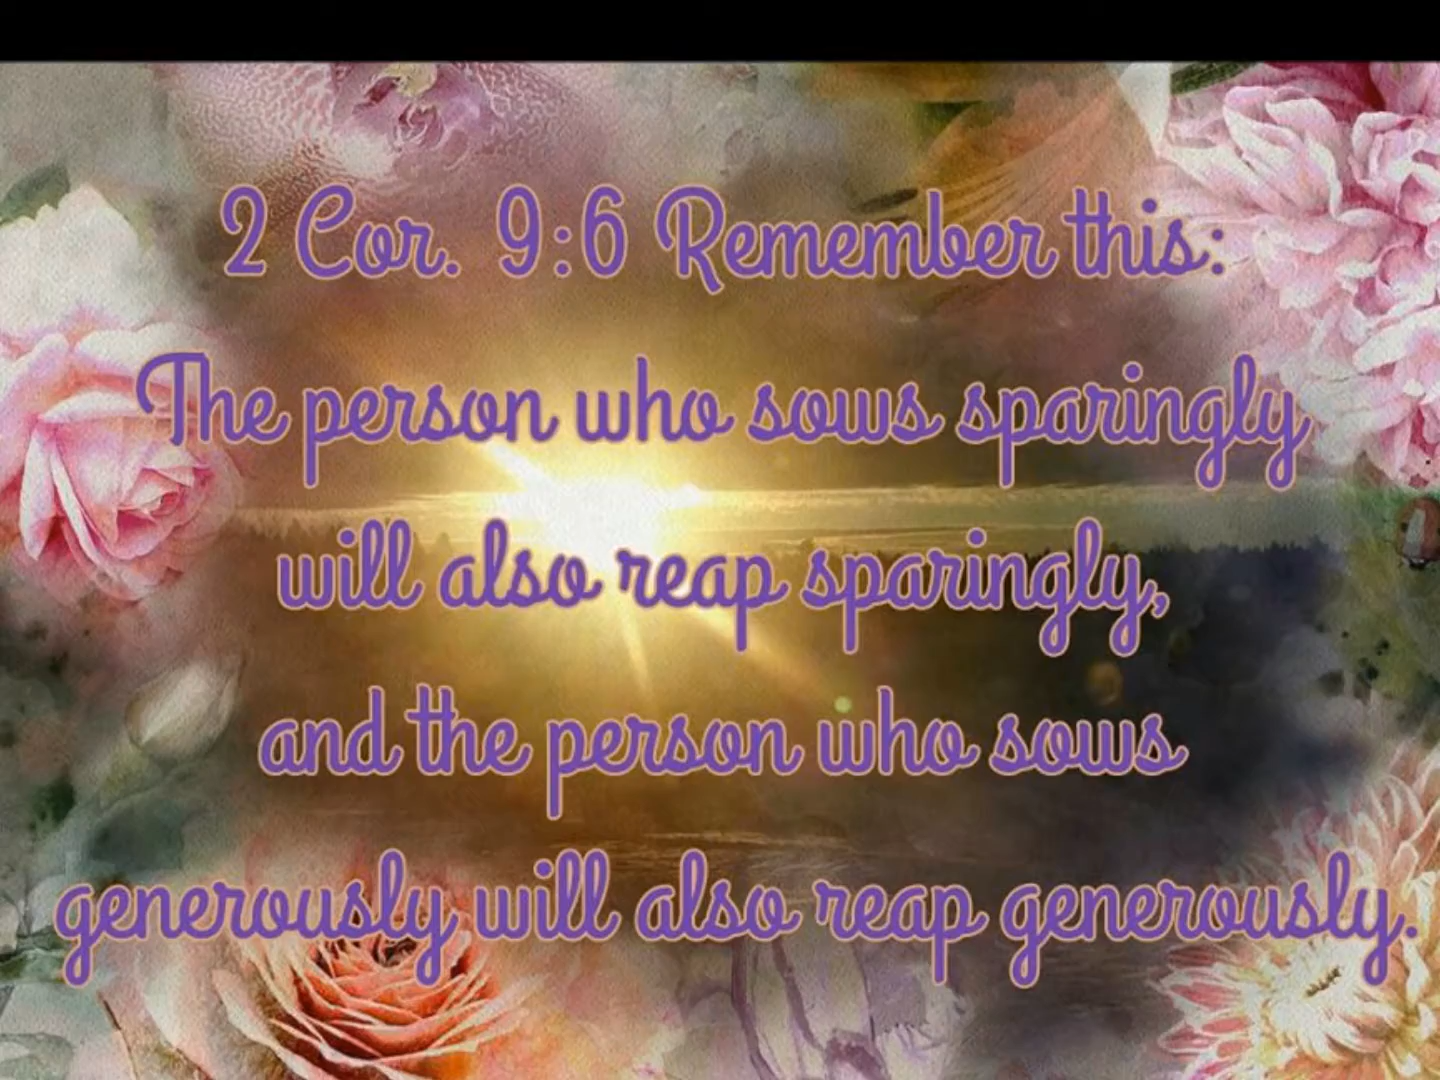 2 Cor. 9:6 Remember this:
The person who sows sparingly
will also reap sparingly,
and the person who sows
generously will also reap generously.